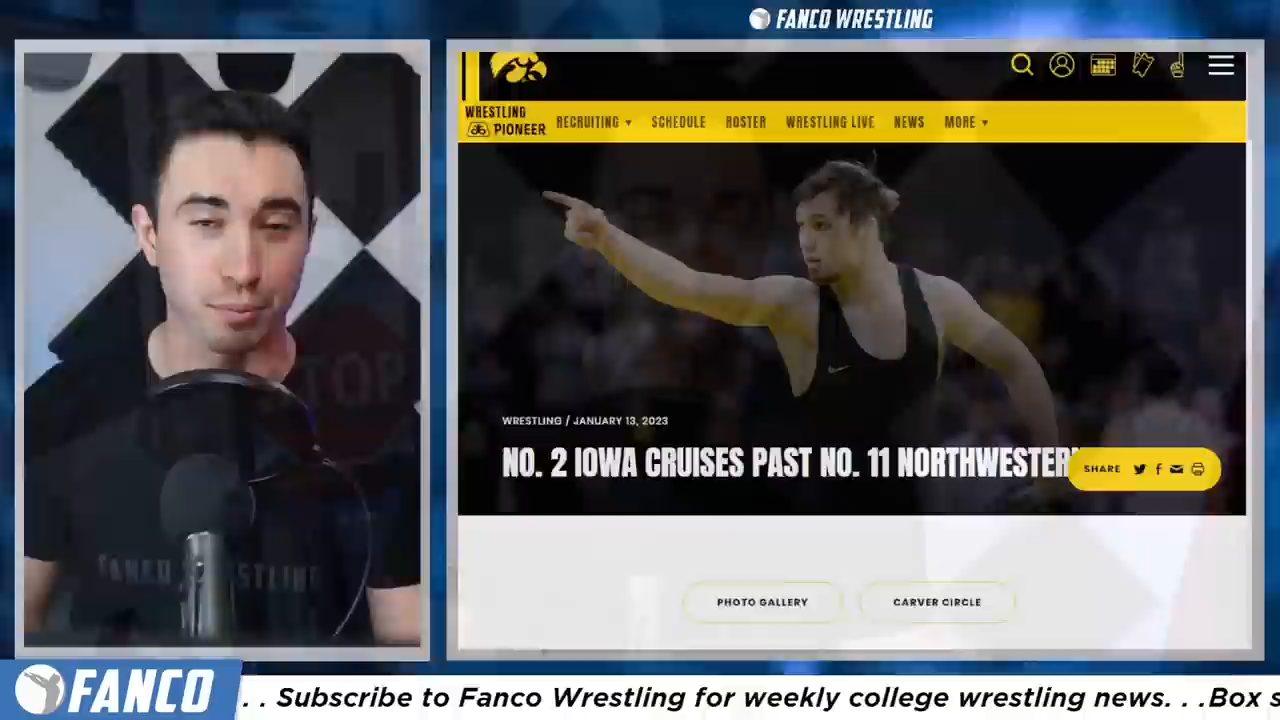 FANCO WRESTLING
WRESTLING
PIONEER
RECRUITING
SCHEDULE
ROSTER
WRESTLING LIVE
NEWS
MORE
WRESTLING / JANUARY 13, 2023
NO. 2 IOWA CRUISES PAST NO. 11 NORTHWESTER
SHARE
PHOTO GALLERY
CARVER CIRCLE
TOP
FANCO
. . Subscribe to Fanco Wrestling for weekly college wrestling news. . .Box s